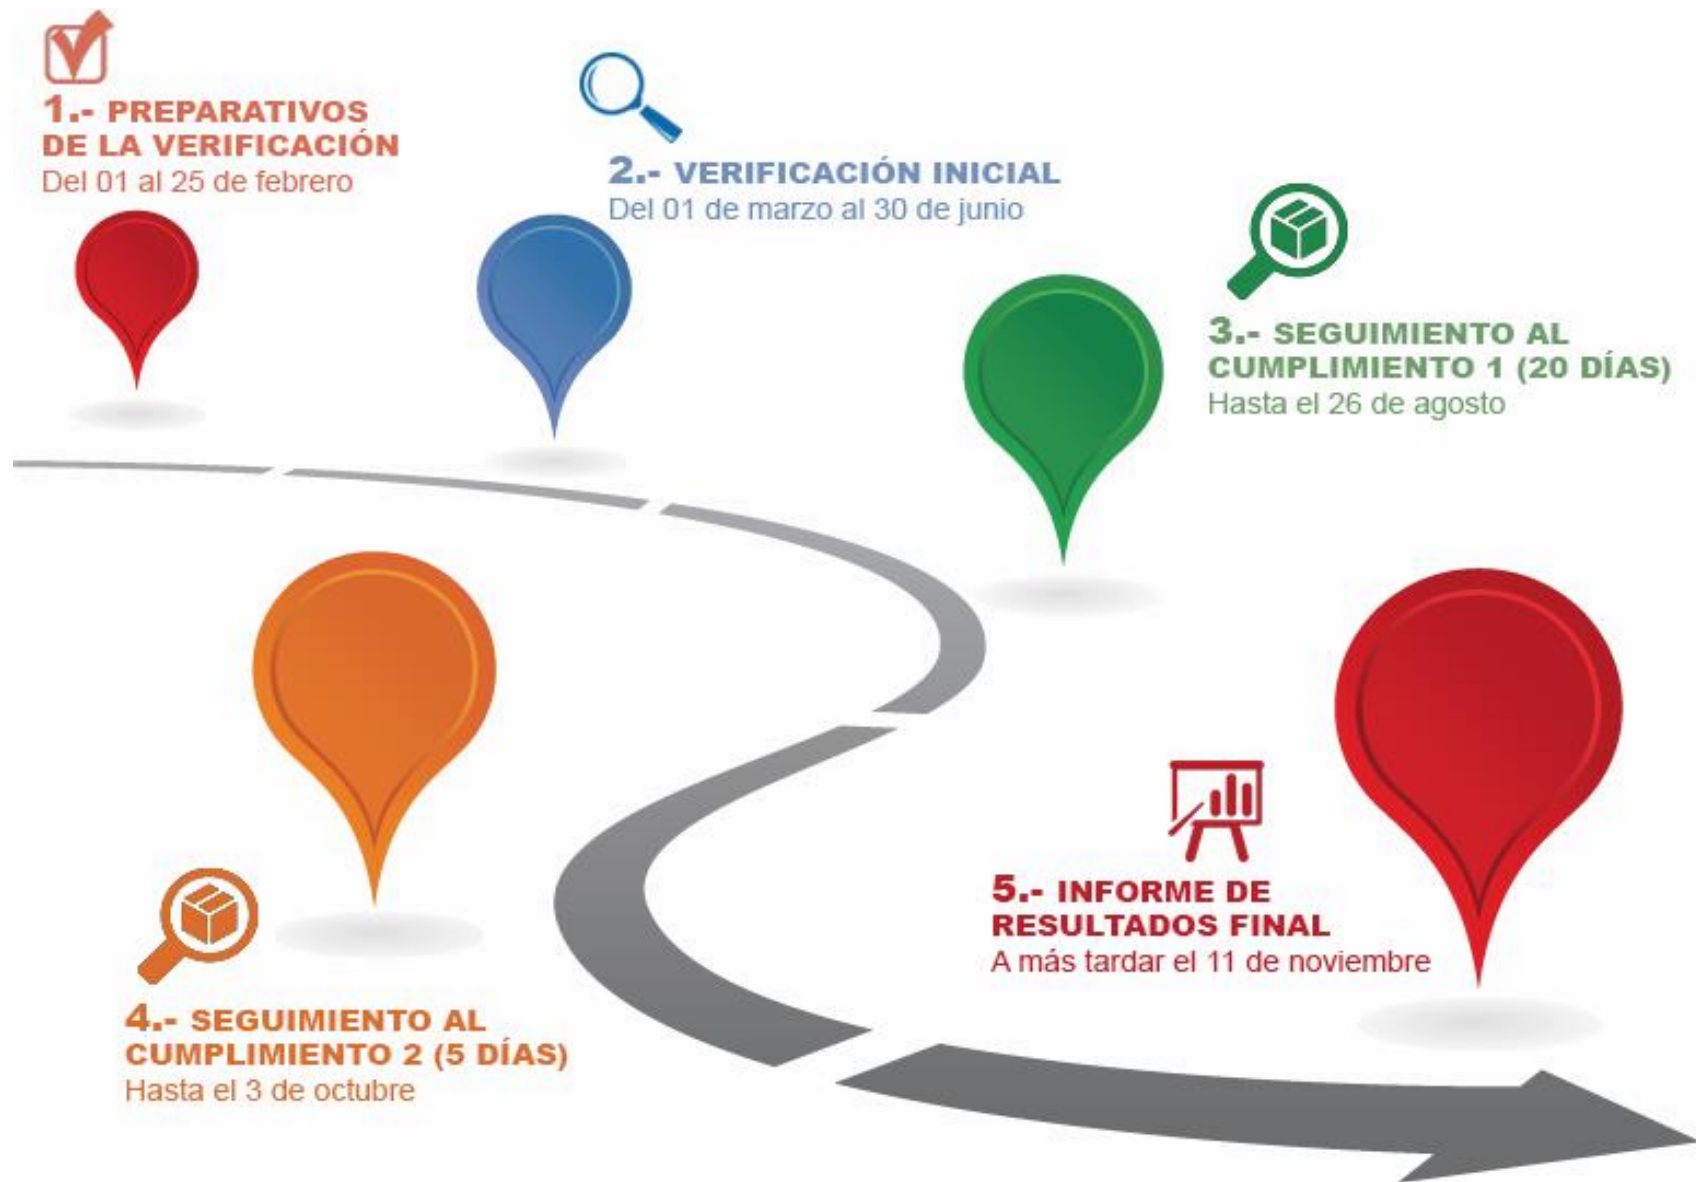 1.- PREPARATIVOS
DE LA VERIFICACIÓN
Del 01 al 25 de febrero
2.- VERIFICACIÓN INICIAL
Del 01 de marzo al 30 de junio
3.- SEGUIMIENTO AL
CUMPLIMIENTO 1 (20 DÍAS)
Hasta el 26 de agosto
4.- SEGUIMIENTO AL
CUMPLIMIENTO 2 (5 DÍAS)
Hasta el 3 de octubre
5.- INFORME DE
RESULTADOS FINAL
A más tardar el 11 de noviembre